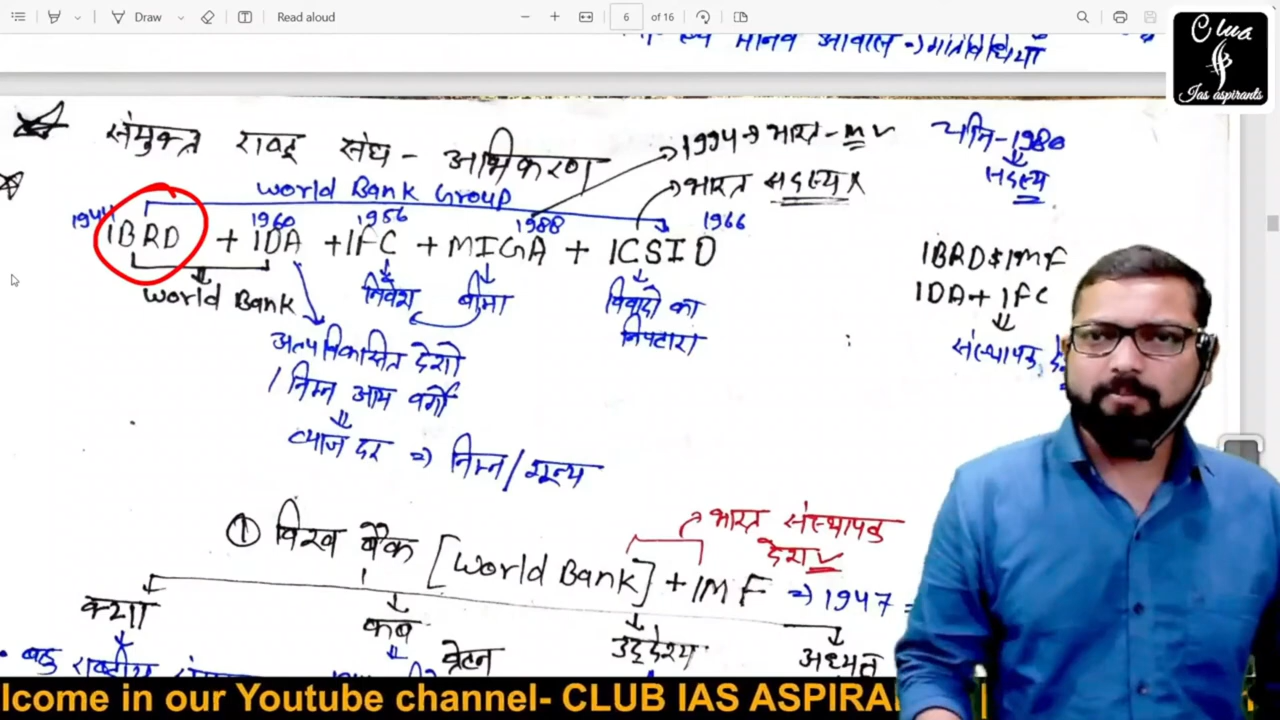 Draw
Read aloud
6 of 16
Clua
Ias aspirants
संयुक्त राष्ट्र संघ - अभिकरण
1994 → भारत -
चीन - 1980
सदस्य
World Bank Group
भारत सदस्य X
1944 1960 1956 1988 1966
IBRD + IDA + IFC + MIGA + ICSID
World Bank
निवेश बीमा
विवादो का
निपटारा
IBRD & IMF
IDA + IFC
संस्थापक
अल्पविकसित देशो
/ निम्न आय वर्गो
ब्याज दर => निम्न/शून्य
भारत संस्थापक
देश
① विश्व बैंक [World Bank] + IMF => 1947
क्या कब उद्देश्य अध्यक्ष
ब्रेटन
lcome in our Youtube channel- CLUB IAS ASPIRA